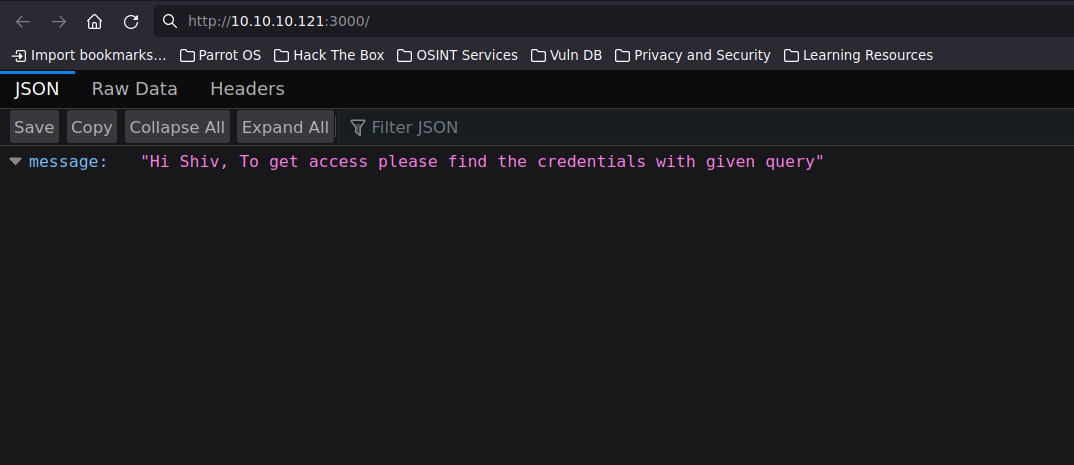 http://10.10.10.121:3000/
Import bookmarks... Parrot OS Hack The Box OSINT Services Vuln DB Privacy and Security Learning Resources
JSON Raw Data Headers
Save Copy Collapse All Expand All Filter JSON
message: "Hi Shiv, To get access please find the credentials with given query"